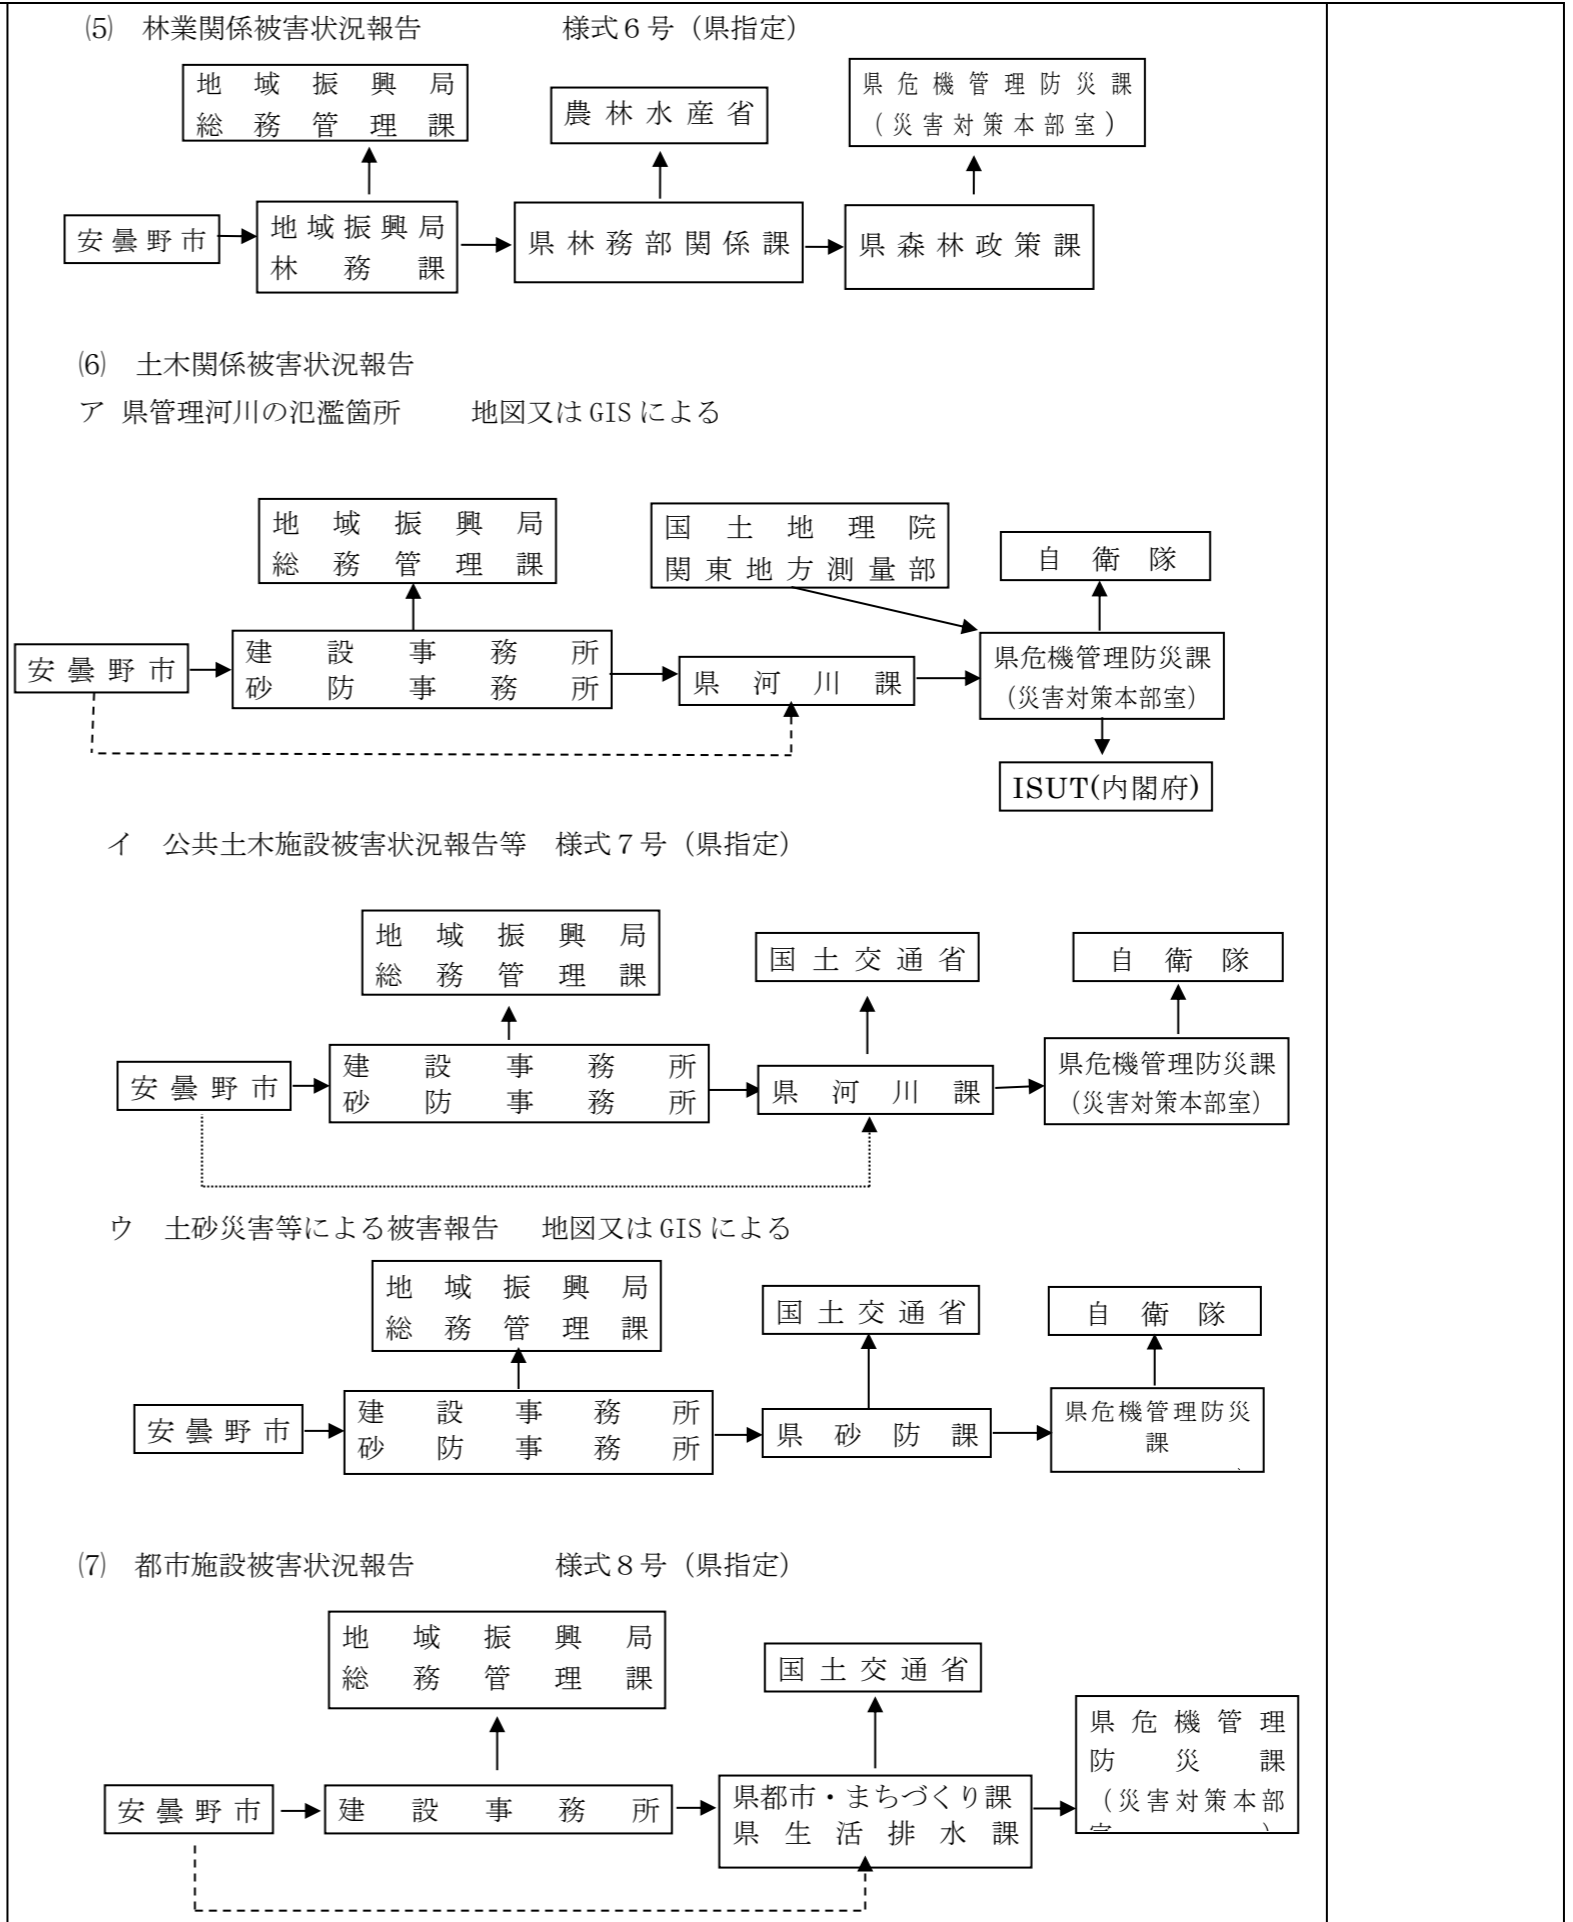 ⑸　林業関係被害状況報告　　　　　様式６号（県指定）
地域振興局
総務管理課
農林水産省
県危機管理防災課
（災害対策本部室）
安曇野市
地域振興局
林務課
県林務部関係課
県森林政策課
⑹　土木関係被害状況報告
ア 県管理河川の氾濫箇所　　地図又は GIS による
地域振興局
総務管理課
国土地理院
関東地方測量部
自衛隊
安曇野市
建設事務所
砂防事務所
県河川課
県危機管理防災課
（災害対策本部室）
ISUT(内閣府)
イ　公共土木施設被害状況報告等　様式７号（県指定）
地域振興局
総務管理課
国土交通省
自衛隊
安曇野市
建設事務所
砂防事務所
県河川課
県危機管理防災課
（災害対策本部室）
ウ　土砂災害等による被害報告　地図又は GIS による
地域振興局
総務管理課
国土交通省
自衛隊
安曇野市
建設事務所
砂防事務所
県砂防課
県危機管理防災
課
⑺　都市施設被害状況報告　　　　　様式８号（県指定）
地域振興局
総務管理課
国土交通省
安曇野市
建設事務所
県都市・まちづくり課
県生活排水課
県危機管理
防災課
（災害対策本部